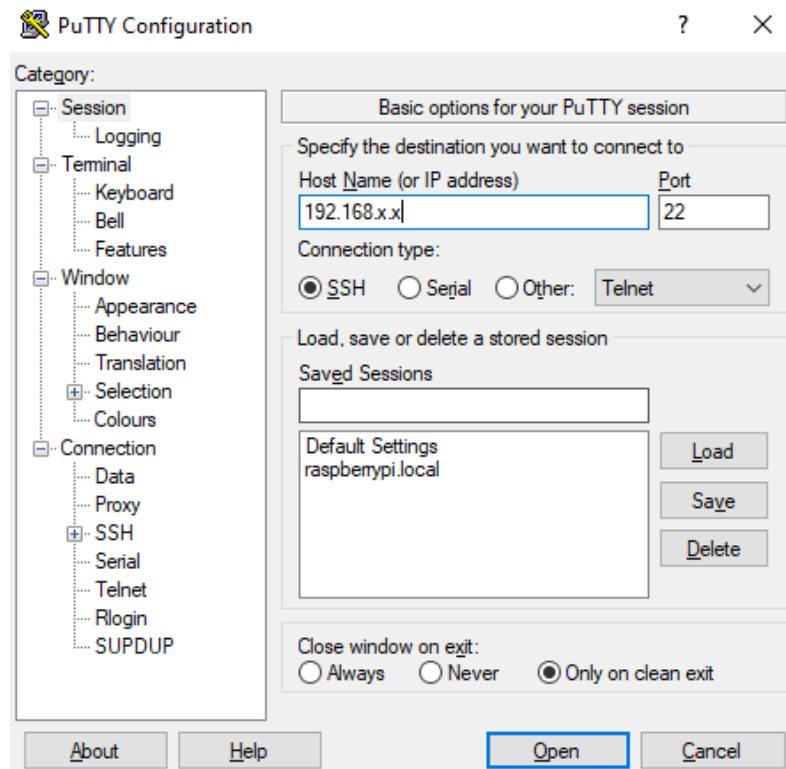 PuTTY Configuration
?
Category:
Session
Logging
Terminal
Keyboard
Bell
Features
Window
Appearance
Behaviour
Translation
Selection
Colours
Connection
Data
Proxy
SSH
Serial
Telnet
Rlogin
SUPDUP
Basic options for your PuTTY session
Specify the destination you want to connect to
Host Name (or IP address) Port
192.168.x.x 22
Connection type:
SSH Serial Other: Telnet
Load, save or delete a stored session
Saved Sessions
Default Settings
raspberrypi.local
Load
Save
Delete
Close window on exit:
Always Never Only on clean exit
About Help Open Cancel